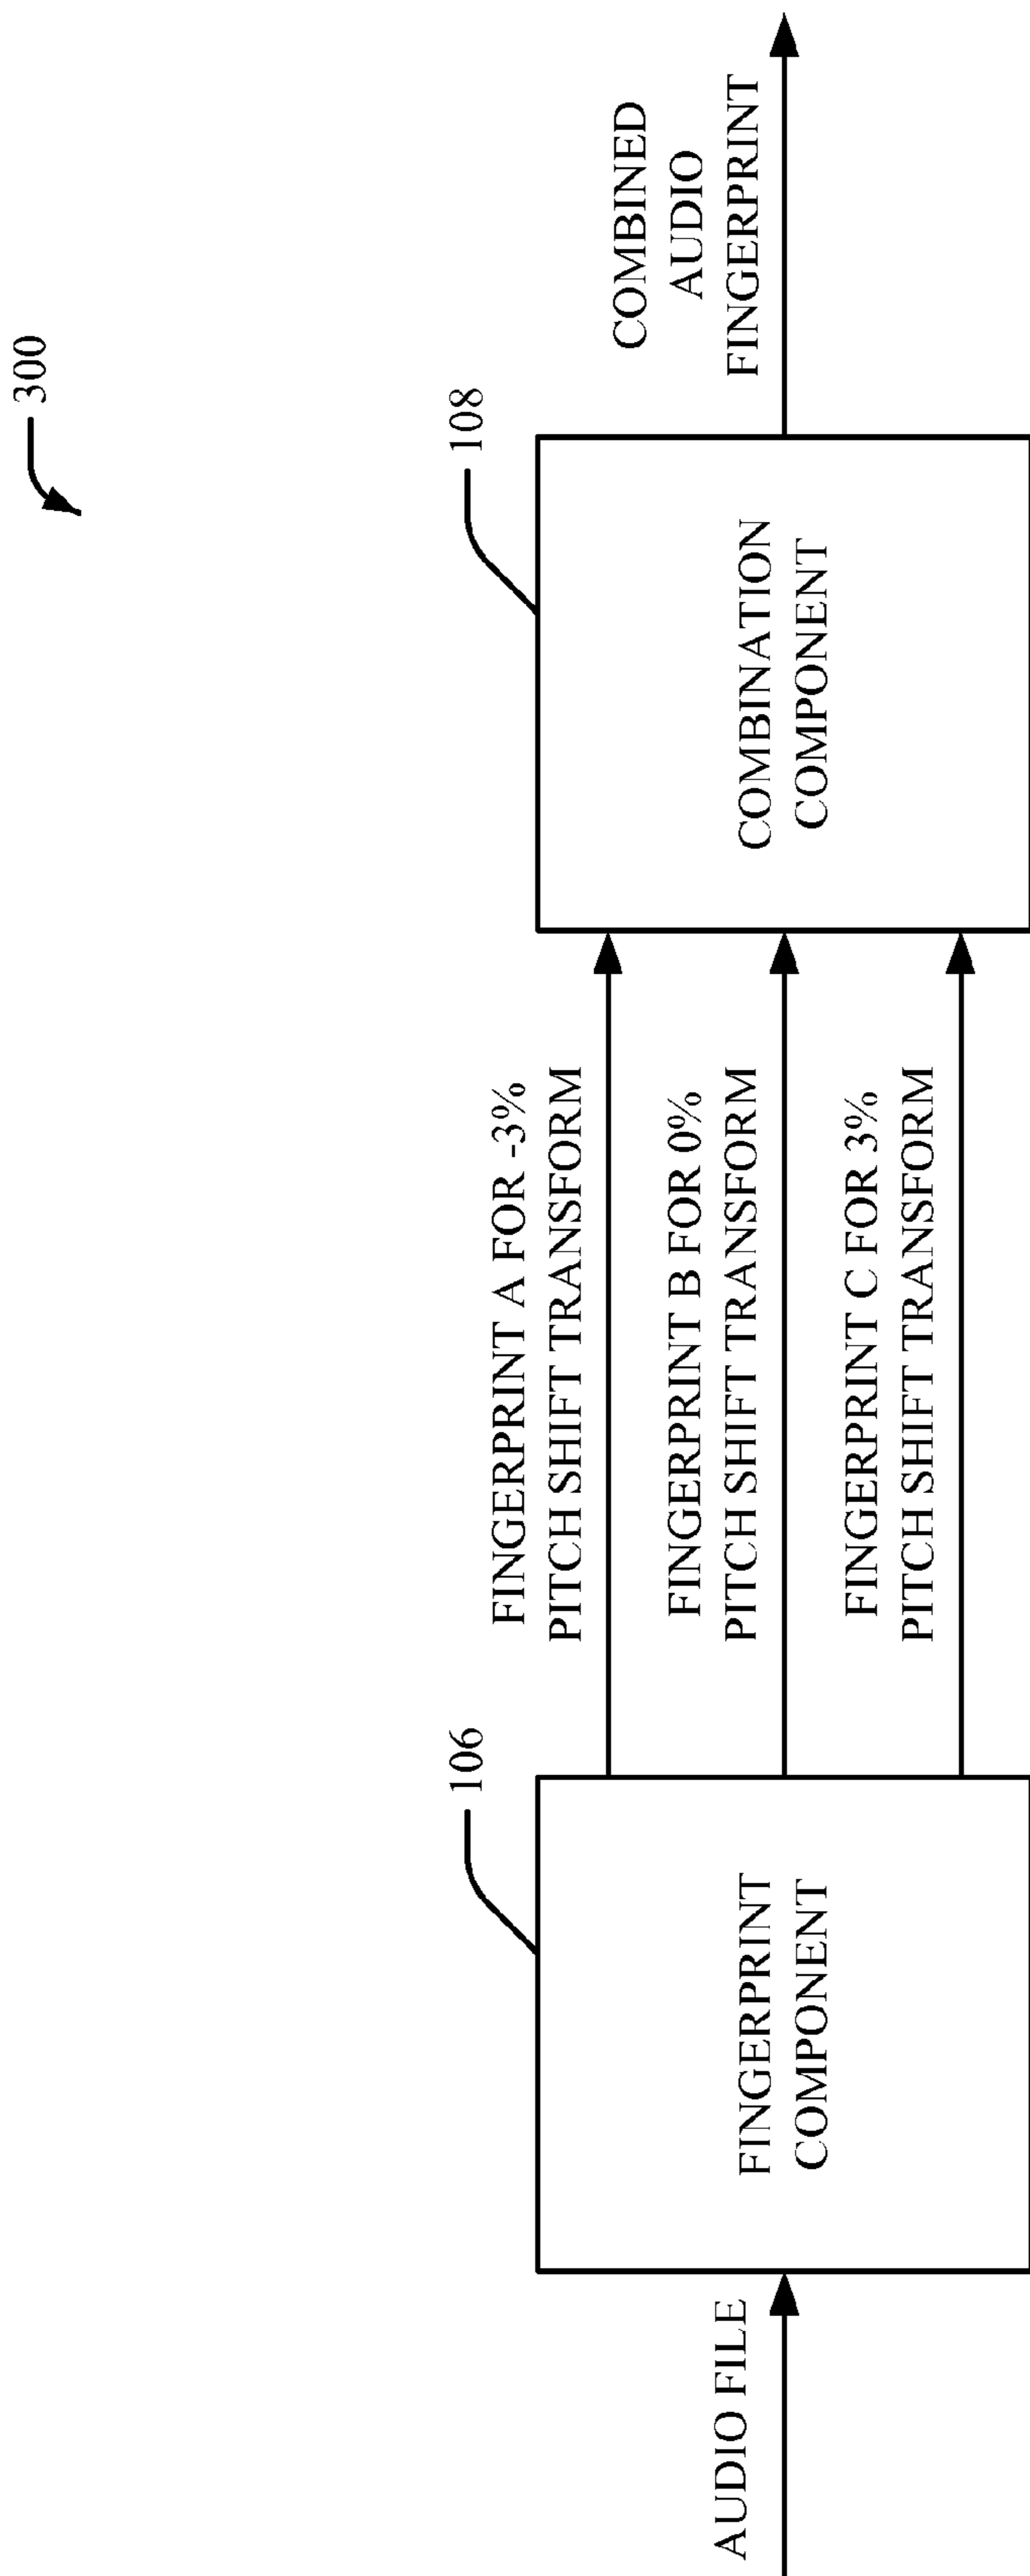 300
AUDIO FILE
106
FINGERPRINT
COMPONENT
FINGERPRINT A FOR -3%
PITCH SHIFT TRANSFORM
FINGERPRINT B FOR 0%
PITCH SHIFT TRANSFORM
FINGERPRINT C FOR 3%
PITCH SHIFT TRANSFORM
108
COMBINATION
COMPONENT
COMBINED
AUDIO
FINGERPRINT